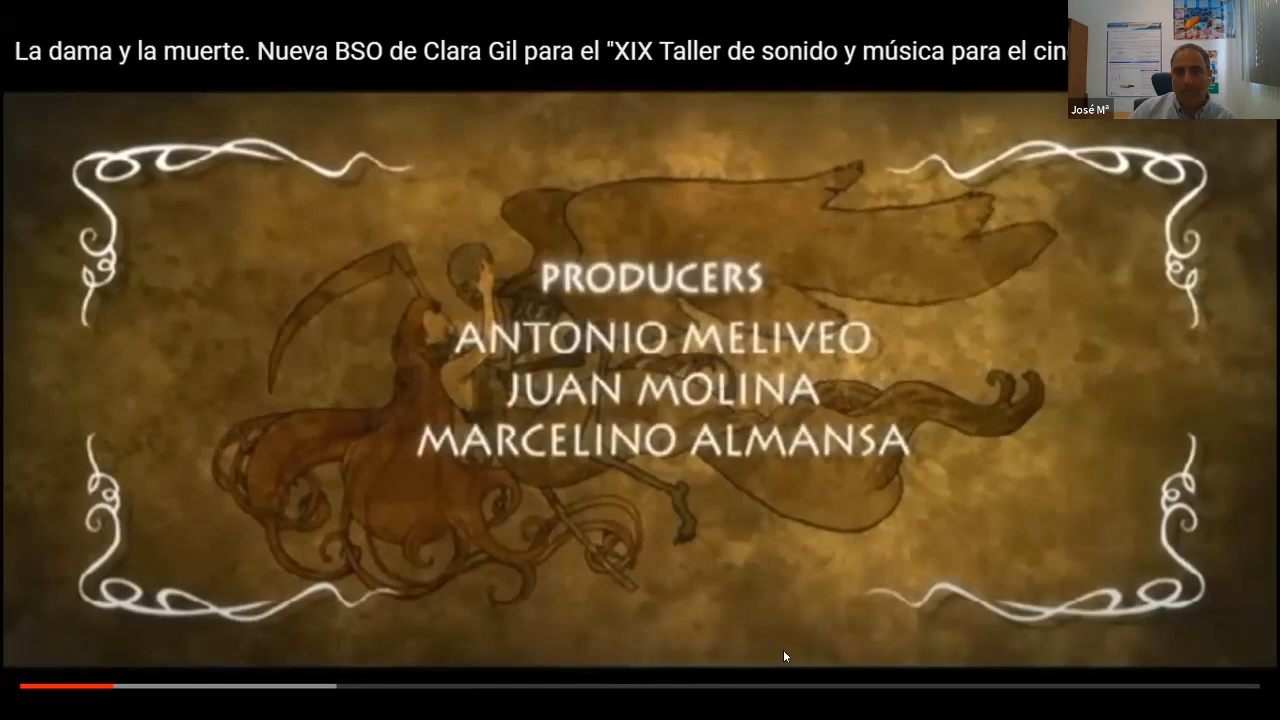 La dama y la muerte. Nueva BSO de Clara Gil para el "XIX Taller de sonido y música para el cin
José Mª
PRODUCERS
ANTONIO MELIVEO
JUAN MOLINA
MARCELINO ALMANSA